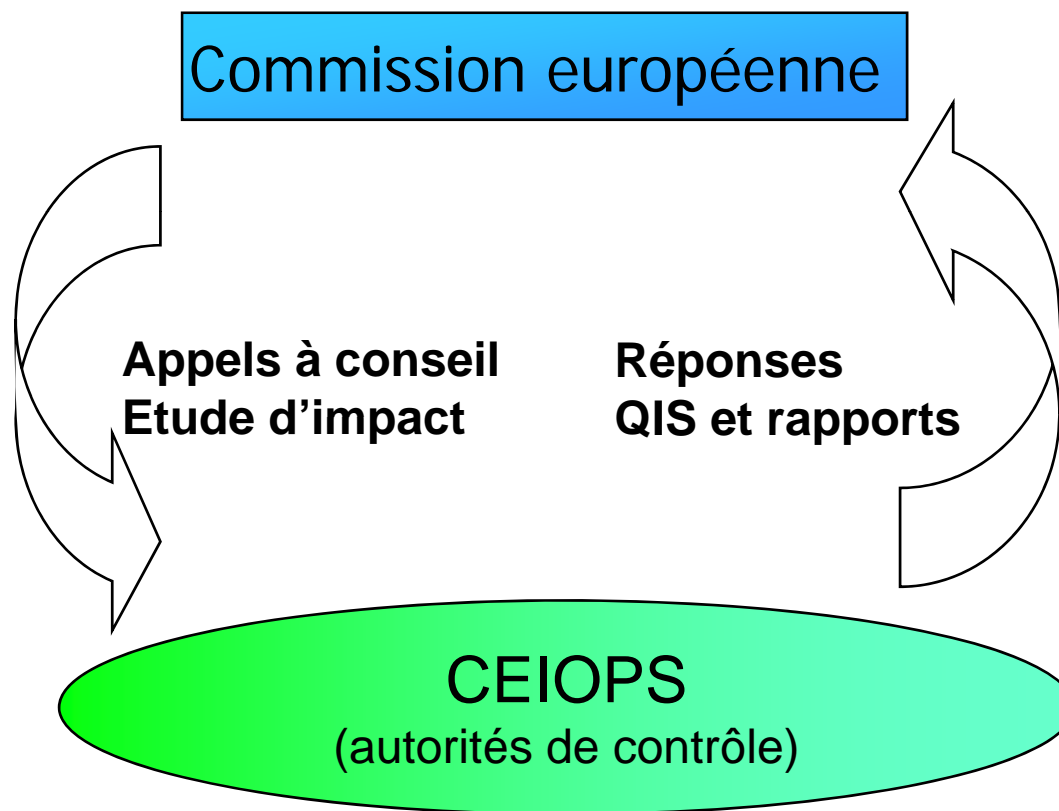 Commission européenne
Appels à conseil
Etude d’impact
Réponses
QIS et rapports
CEIOPS
(autorités de contrôle)